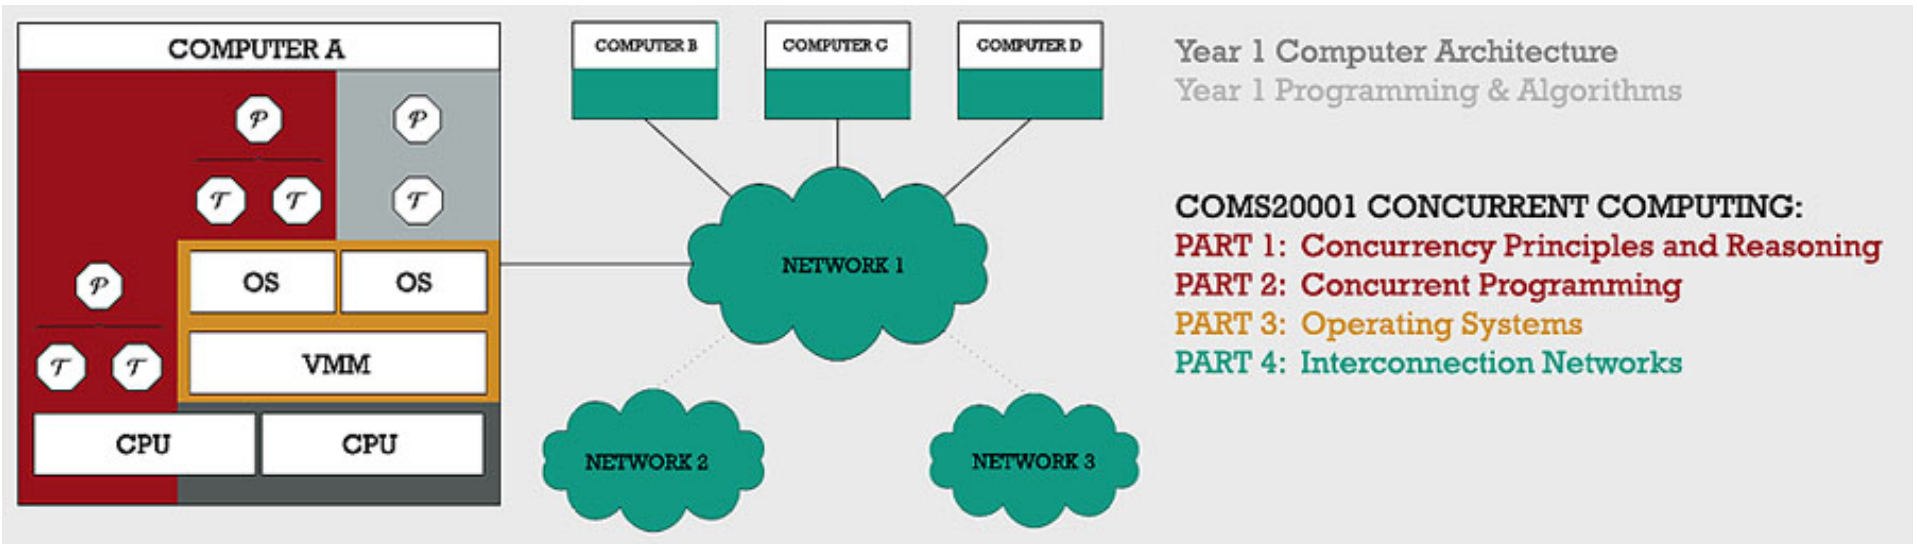 COMPUTER A
P
P
T
T
T
OS
OS
P
VMM
T
T
CPU
CPU
COMPUTER B
COMPUTER C
COMPUTER D
NETWORK 1
NETWORK 2
NETWORK 3
Year 1 Computer Architecture
Year 1 Programming & Algorithms
COMS20001 CONCURRENT COMPUTING:
PART 1: Concurrency Principles and Reasoning
PART 2: Concurrent Programming
PART 3: Operating Systems
PART 4: Interconnection Networks